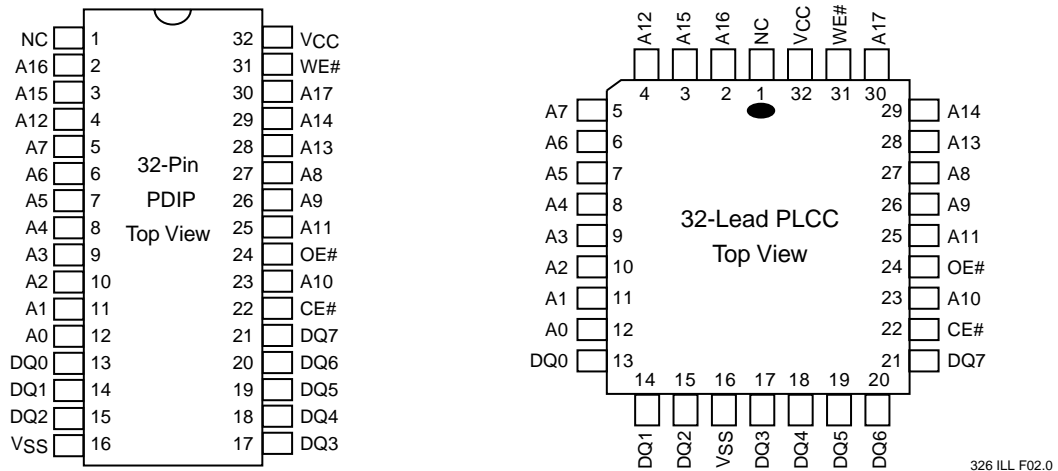 NC 1 32 VCC
A16 2 31 WE#
A15 3 30 A17
A12 4 29 A14
A7 5 28 A13
A6 6 27 A8
A5 7 26 A9
A4 8 25 A11
A3 9 24 OE#
A2 10 23 A10
A1 11 22 CE#
A0 12 21 DQ7
DQ0 13 20 DQ6
DQ1 14 19 DQ5
DQ2 15 18 DQ4
VSS 16 17 DQ3
32-Pin
PDIP
Top View
A12 A15 A16 NC VCC WE# A17
4 3 2 1 32 31 30
A7 5 29 A14
A6 6 28 A13
A5 7 27 A8
A4 8 26 A9
A3 9 25 A11
A2 10 24 OE#
A1 11 23 A10
A0 12 22 CE#
DQ0 13 21 DQ7
32-Lead PLCC
Top View
14 15 16 17 18 19 20
DQ1 DQ2 VSS DQ3 DQ4 DQ5 DQ6
326 ILL F02.0